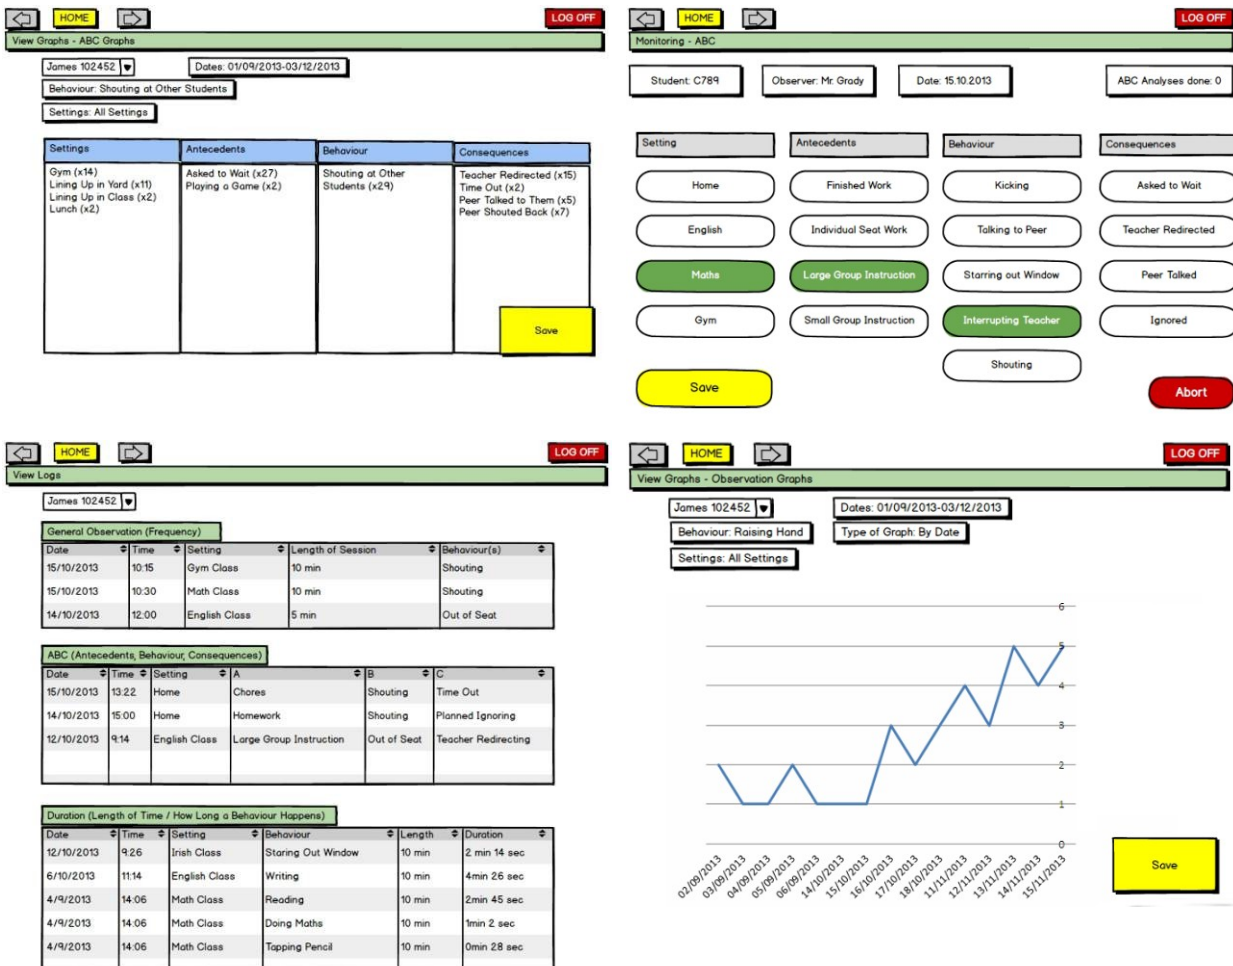 HOME
LOG OFF
View Graphs - ABC Graphs
James 102452
Dates: 01/09/2013-03/12/2013
Behaviour: Shouting at Other Students
Settings: All Settings
Settings
Antecedents
Behaviour
Consequences
Gym (x14)
Lining Up in Yard (x11)
Lining Up in Class (x2)
Lunch (x2)
Asked to Wait (x27)
Playing a Game (x2)
Shouting at Other
Students (x29)
Teacher Redirected (x15)
Time Out (x2)
Peer Talked to Them (x5)
Peer Shouted Back (x7)
Save
HOME
LOG OFF
Monitoring - ABC
Student: C789
Observer: Mr. Grady
Date: 15.10.2013
ABC Analyses done: 0
Setting
Antecedents
Behaviour
Consequences
Home
Finished Work
Kicking
Asked to Wait
English
Individual Seat Work
Talking to Peer
Teacher Redirected
Maths
Large Group Instruction
Starring out Window
Peer Talked
Gym
Small Group Instruction
Interrupting Teacher
Ignored
Shouting
Save
Abort
HOME
LOG OFF
View Logs
James 102452
General Observation (Frequency)
Date Time Setting Length of Session Behaviour(s)
15/10/2013 10:15 Gym Class 10 min Shouting
15/10/2013 10:30 Math Class 10 min Shouting
14/10/2013 12:00 English Class 5 min Out of Seat
ABC (Antecedents, Behaviour, Consequences)
Date Time Setting A B C
15/10/2013 13:22 Home Chores Shouting Time Out
14/10/2013 15:00 Home Homework Shouting Planned Ignoring
12/10/2013 9:14 English Class Large Group Instruction Out of Seat Teacher Redirecting
Duration (Length of Time / How Long a Behaviour Happens)
Date Time Setting Behaviour Length Duration
12/10/2013 9:26 Irish Class Staring Out Window 10 min 2 min 14 sec
6/10/2013 11:14 English Class Writing 10 min 4min 26 sec
4/9/2013 14:06 Math Class Reading 10 min 2min 45 sec
4/9/2013 14:06 Math Class Doing Maths 10 min 1min 2 sec
4/9/2013 14:06 Math Class Tapping Pencil 10 min 0min 28 sec
HOME
LOG OFF
View Graphs - Observation Graphs
James 102452
Dates: 01/09/2013-03/12/2013
Behaviour: Raising Hand
Type of Graph: By Date
Settings: All Settings
6
5
4
3
2
1
0
02/09/2013
03/09/2013
04/09/2013
05/09/2013
06/09/2013
14/10/2013
15/10/2013
16/10/2013
17/10/2013
18/10/2013
11/11/2013
12/11/2013
13/11/2013
14/11/2013
15/11/2013
Save